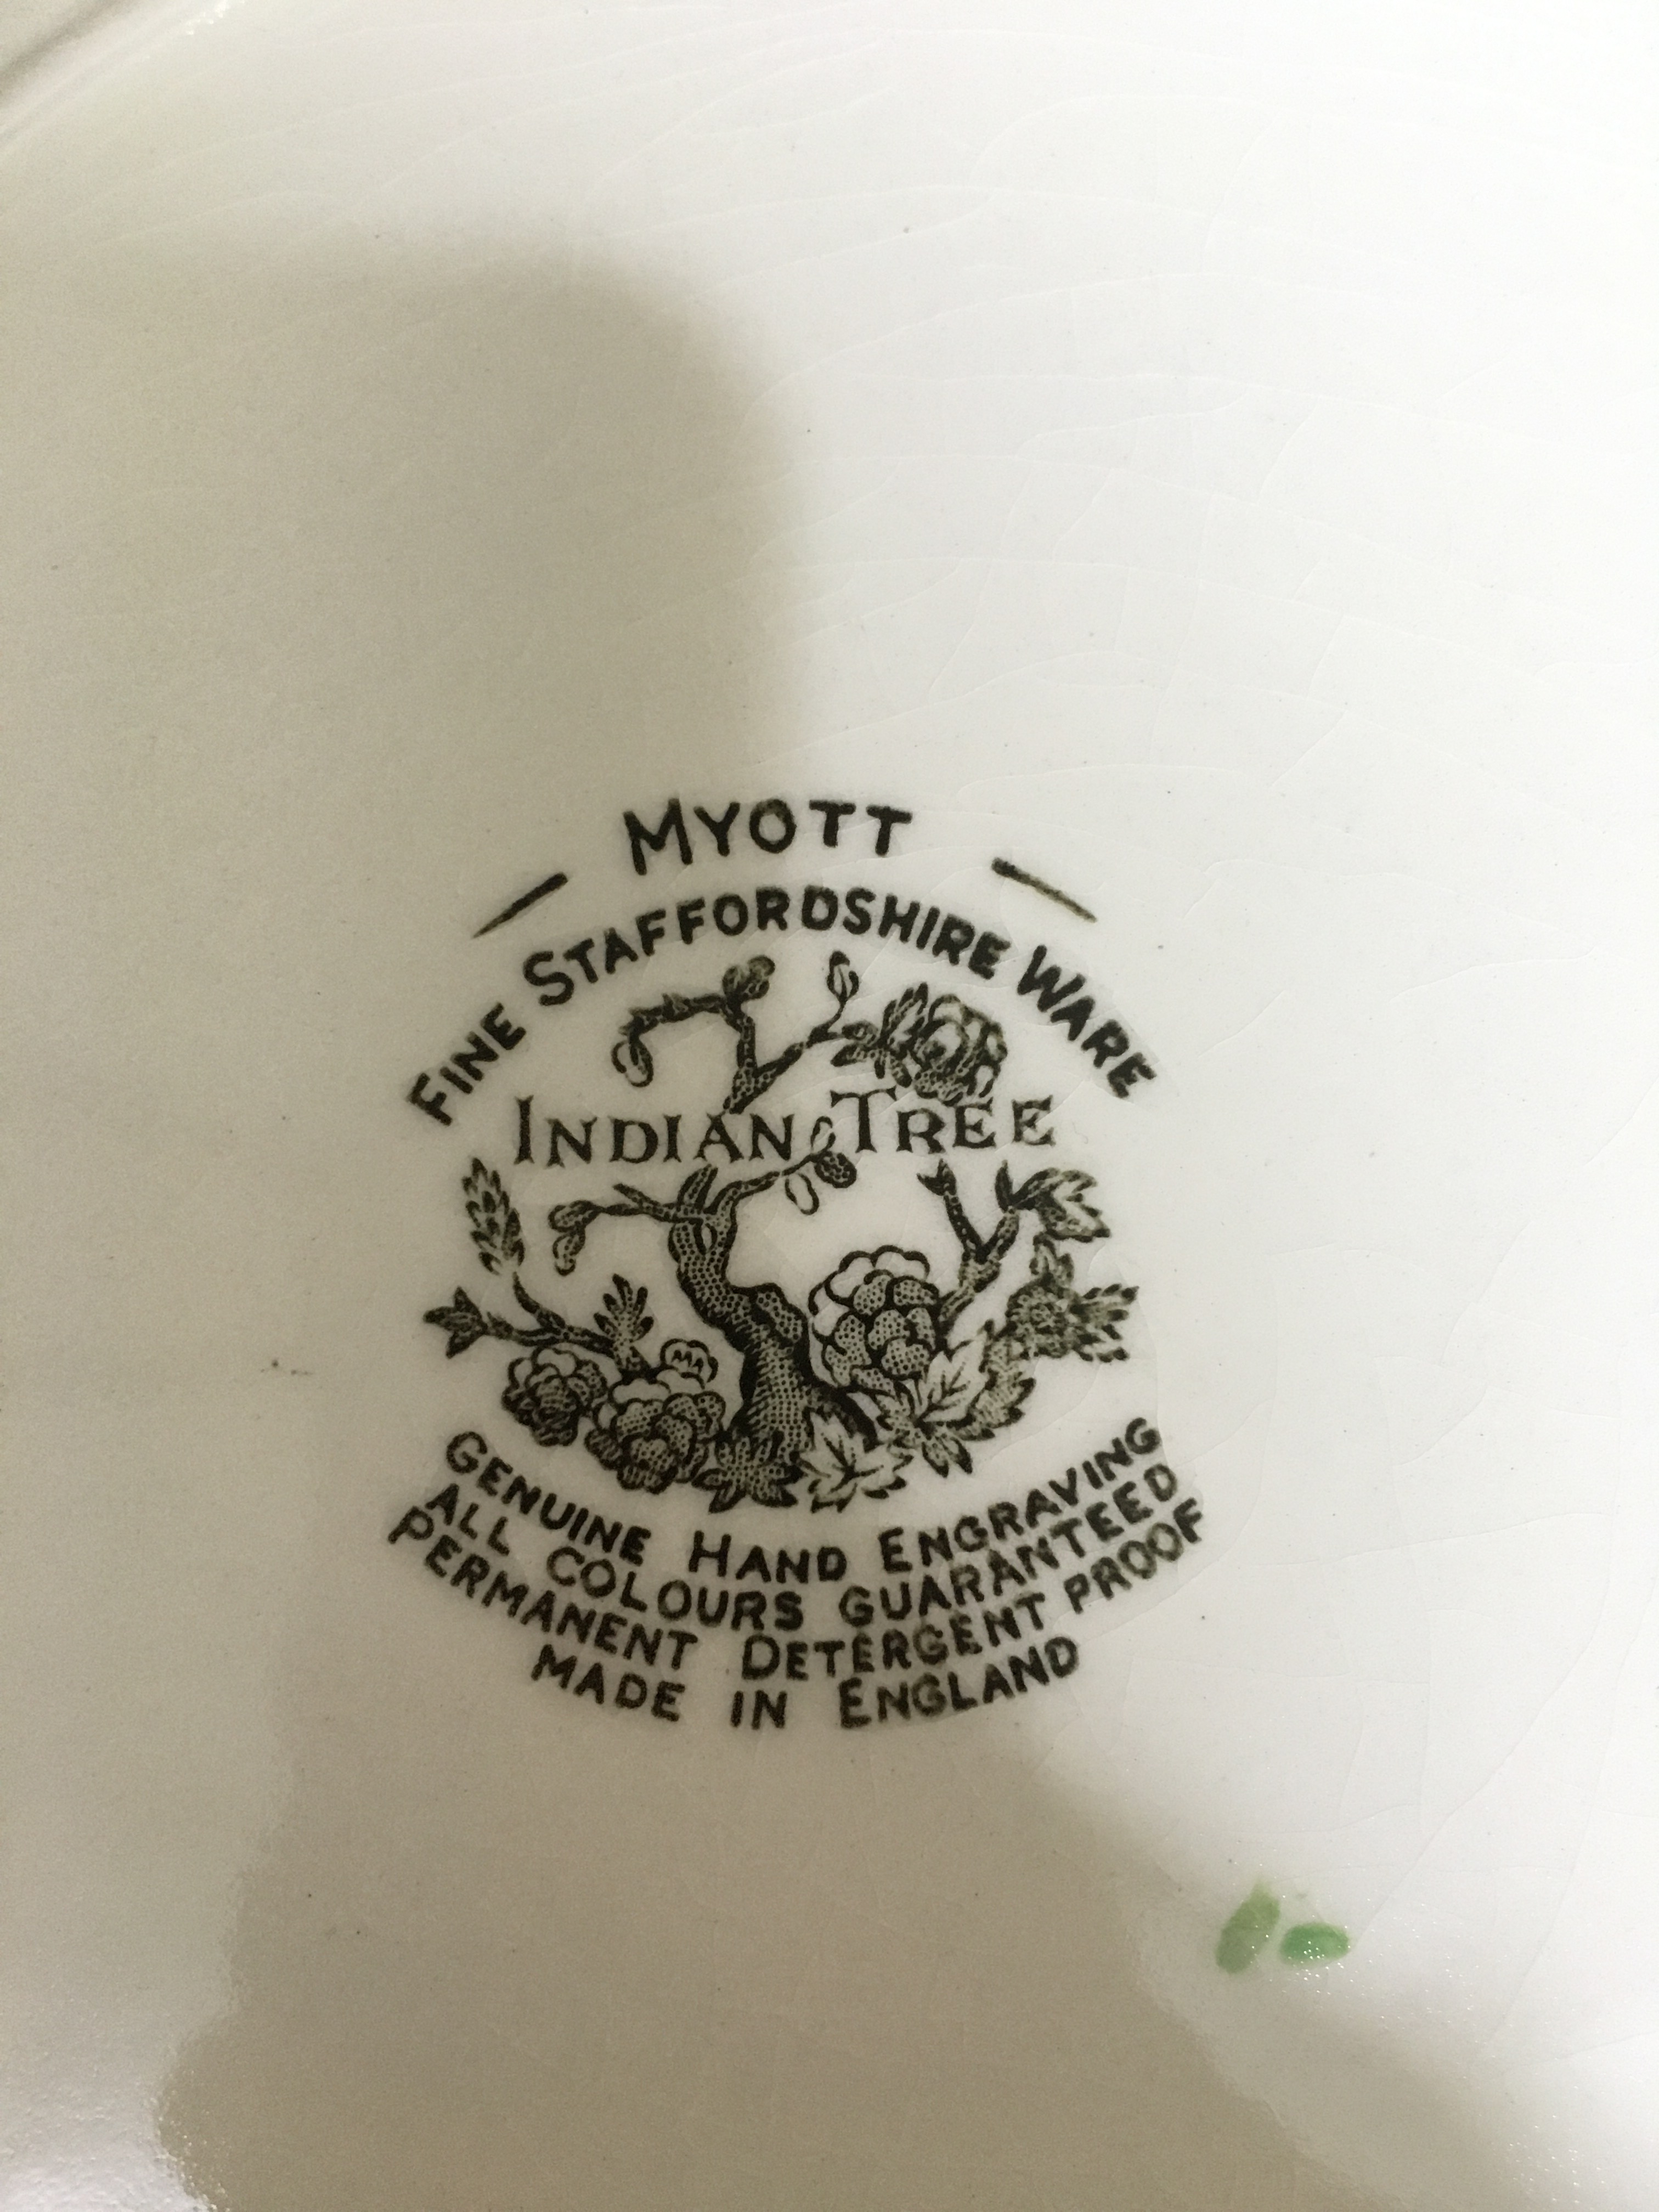 MYOTT
FINE STAFFORDSHIRE WARE
INDIAN TREE
GENUINE HAND ENGRAVING
ALL COLOURS GUARANTEED
PERMANENT DETERGENT PROOF
MADE IN ENGLAND